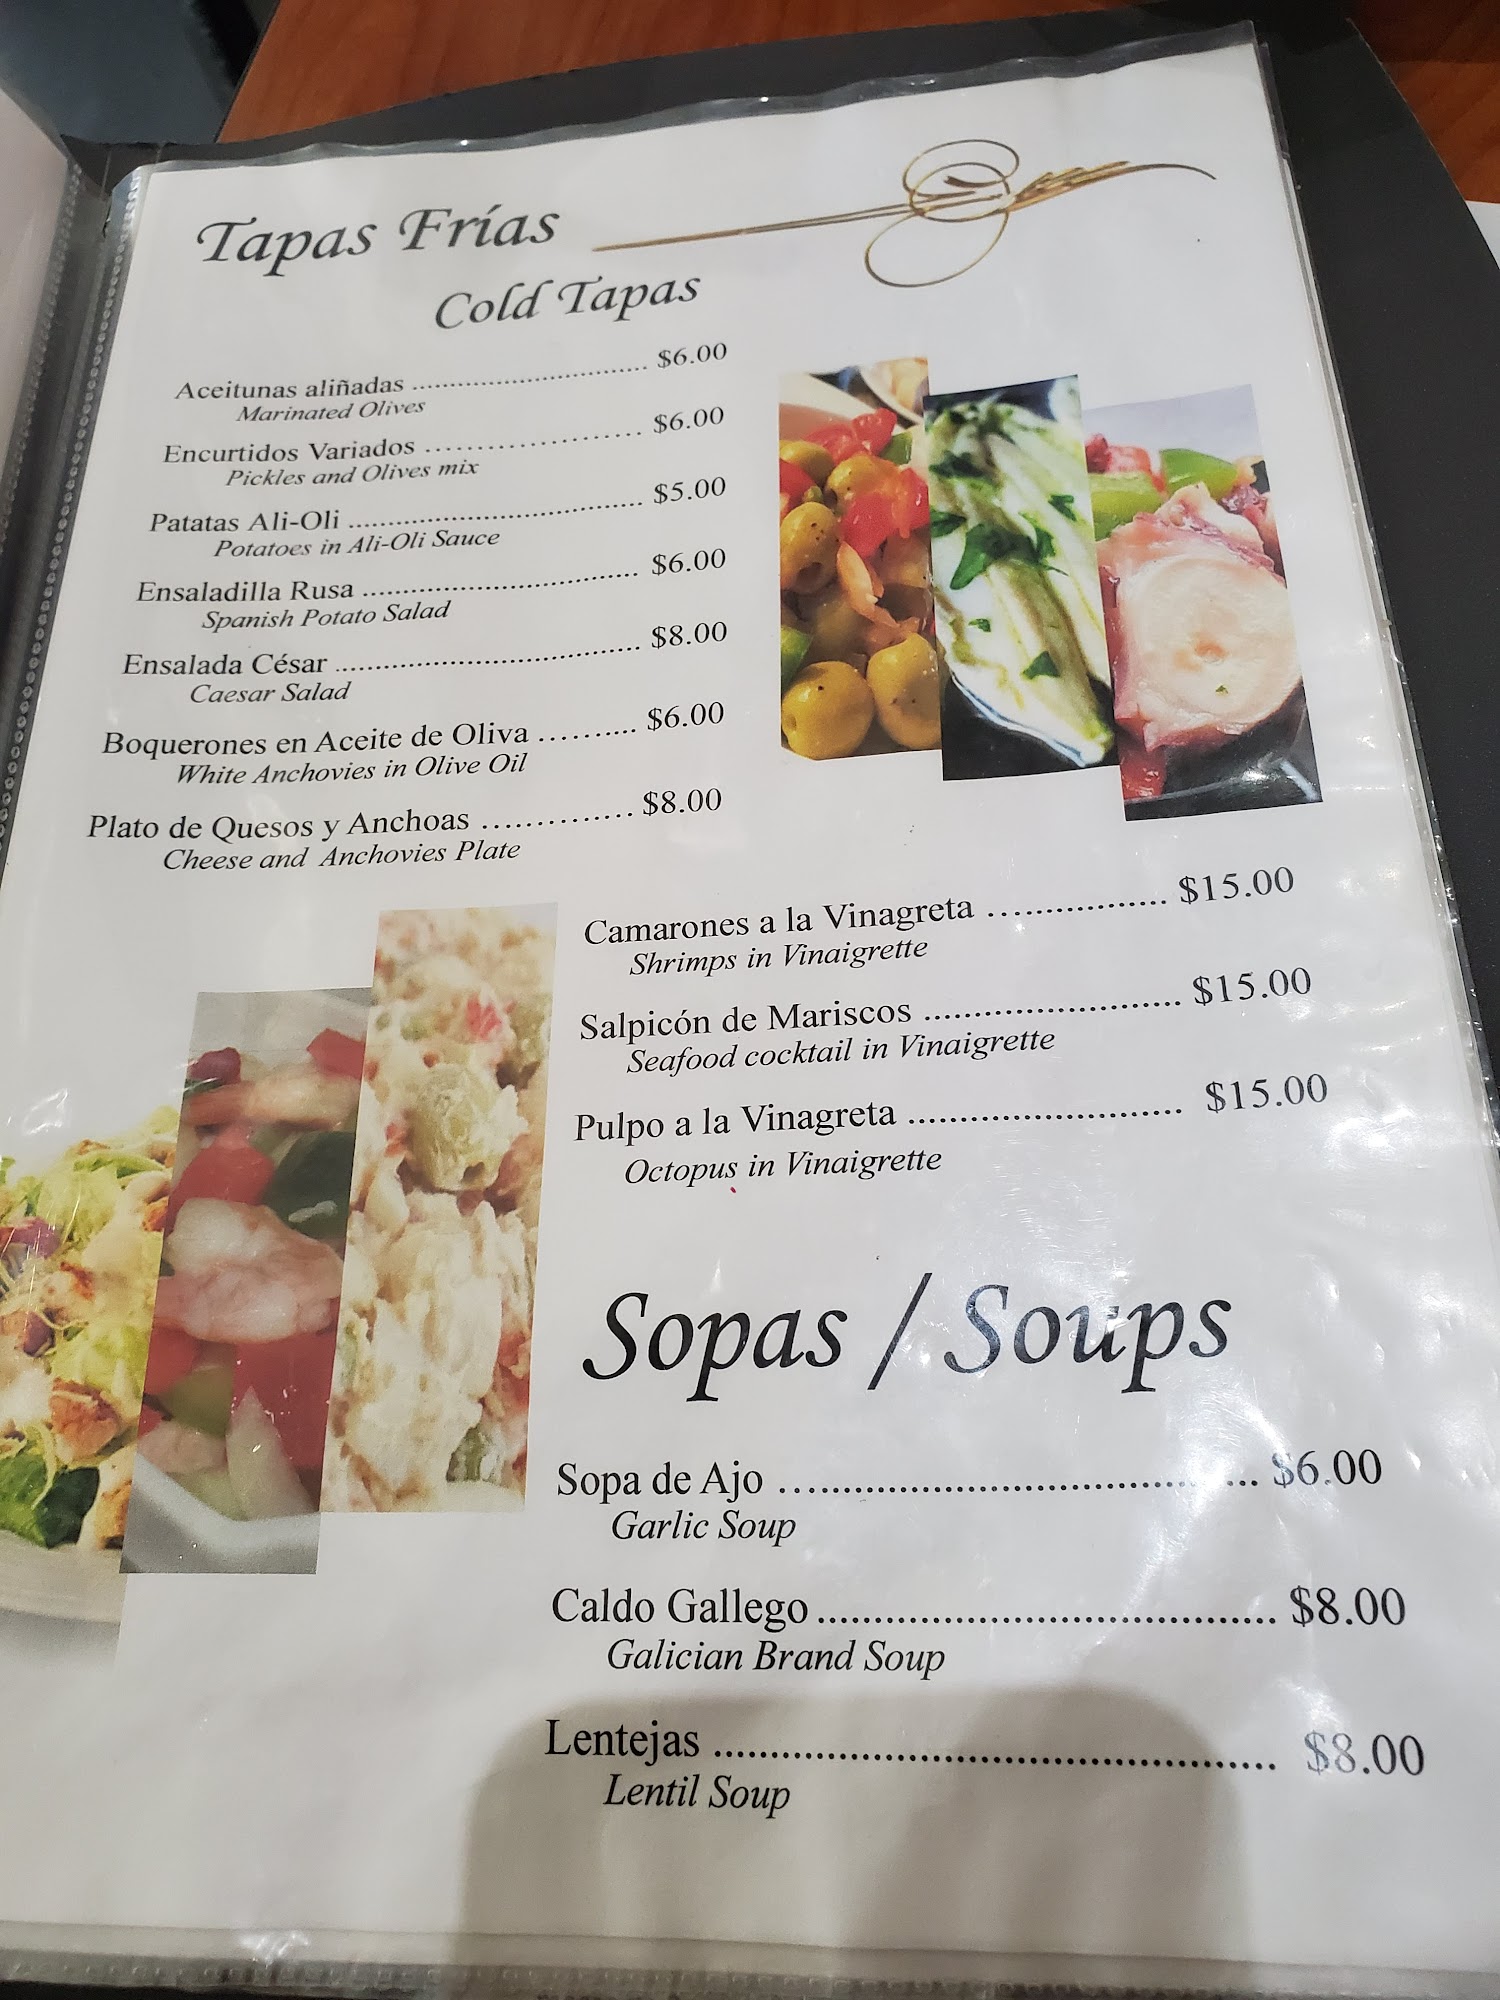 Tapas Frías
Cold Tapas
Aceitunas aliñadas ................................ $6.00
Marinated Olives
Encurtidos Variados ............................. $6.00
Pickles and Olives mix
Patatas Ali-Oli ........................................ $5.00
Potatoes in Ali-Oli Sauce
Ensaladilla Rusa ..................................... $6.00
Spanish Potato Salad
Ensalada César ........................................ $8.00
Caesar Salad
Boquerones en Aceite de Oliva ........... $6.00
White Anchovies in Olive Oil
Plato de Quesos y Anchoas ................ $8.00
Cheese and Anchovies Plate
Camarones a la Vinagreta .................. $15.00
Shrimps in Vinaigrette
Salpicón de Mariscos ......................... $15.00
Seafood cocktail in Vinaigrette
Pulpo a la Vinagreta ......................... $15.00
Octopus in Vinaigrette
Sopas / Soups
Sopa de Ajo .......................................... $6.00
Garlic Soup
Caldo Gallego ......................................... $8.00
Galician Brand Soup
Lentejas ................................................. $8.00
Lentil Soup